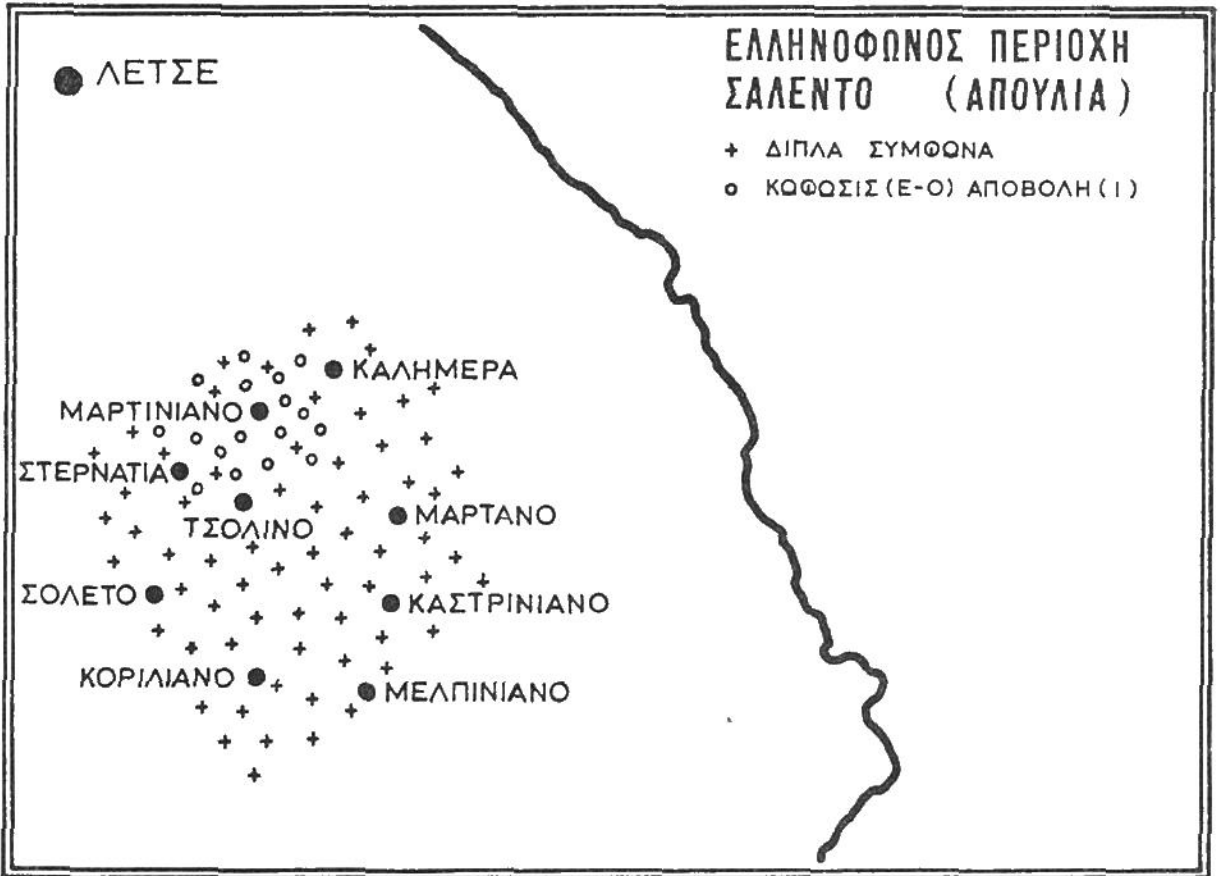 ΕΛΛΗΝΟΦΩΝΟΣ ΠΕΡΙΟΧΗ
ΣΑΛΕΝΤΟ (ΑΠΟΥΛΙΑ)
+ ΔΙΠΛΑ ΣΥΜΦΩΝΑ
ο ΚΩΦΩΣΙΣ (Ε-Ο) ΑΠΟΒΟΛΗ (Ι)
ΛΕΤΣΕ
ΚΑΛΗΜΕΡΑ
ΜΑΡΤΙΝΙΑΝΟ
ΣΤΕΡΝΑΤΙΑ
ΤΣΟΛΙΝΟ
ΜΑΡΤΑΝΟ
ΣΟΛΕΤΟ
ΚΑΣΤΡΙΝΙΑΝΟ
ΚΟΡΙΛΙΑΝΟ
ΜΕΛΠΙΝΙΑΝΟ